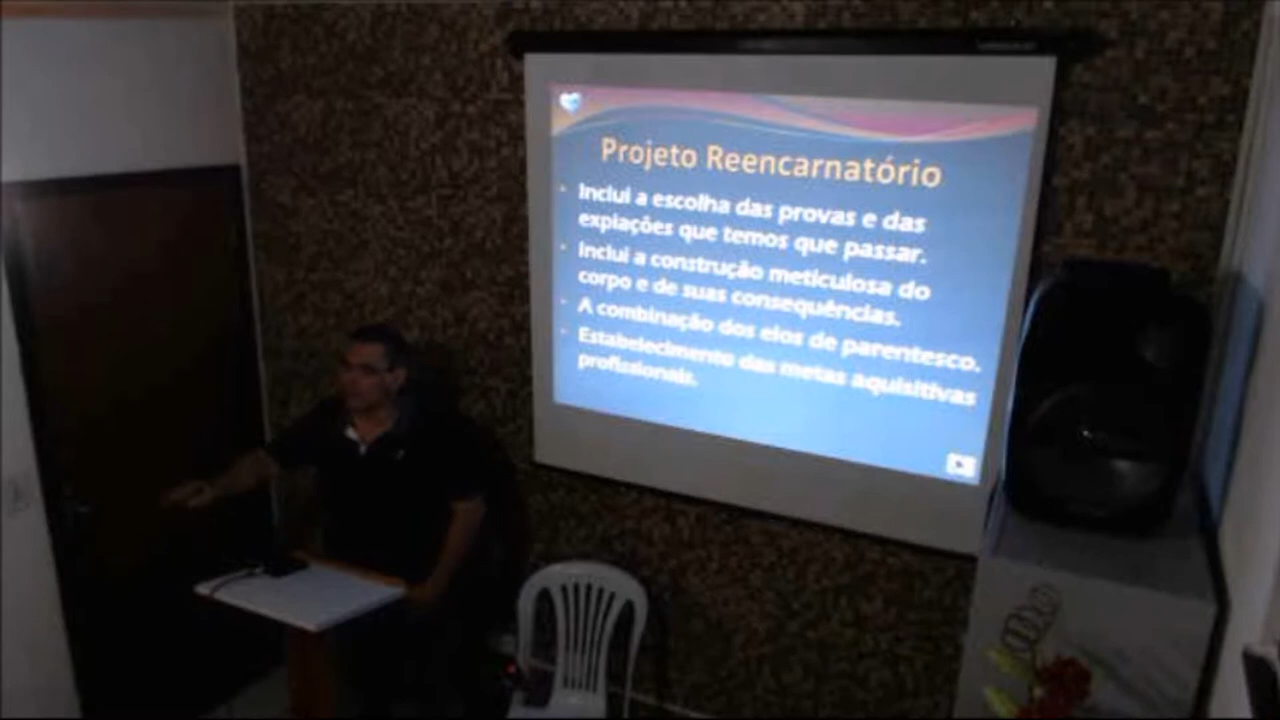 Projeto Reencarnatório
Inclui a escolha das provas e das
expiações que temos que passar.
Inclui a construção meticulosa do
corpo e de suas consequências.
A combinação dos elos de parentesco.
Estabelecimento das metas aquisitivas
profissionais.